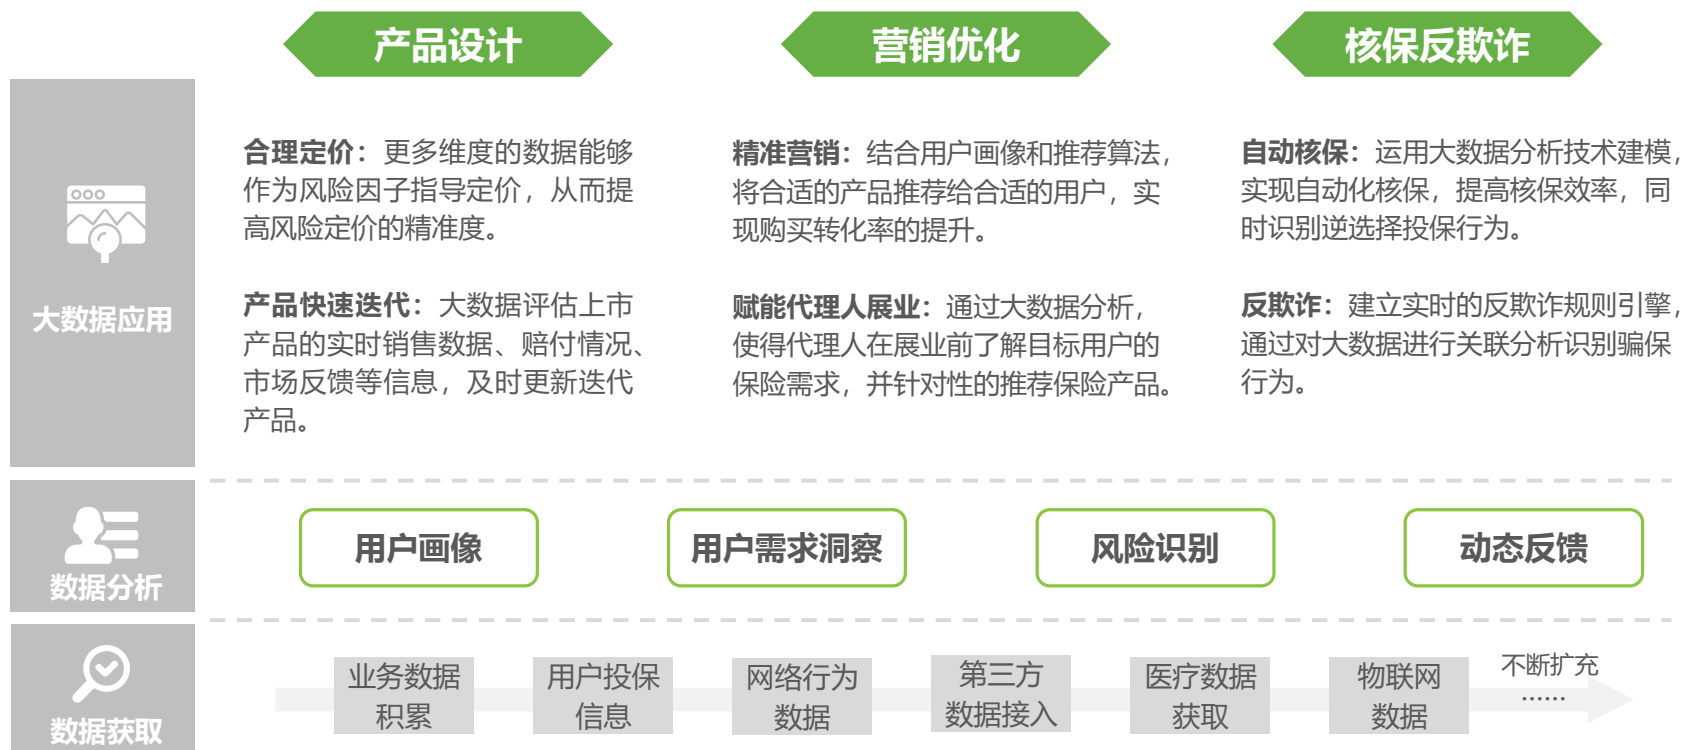 产品设计
营销优化
核保反欺诈
大数据应用
合理定价：更多维度的数据能够
作为风险因子指导定价，从而提
高风险定价的精准度。
产品快速迭代：大数据评估上市
产品的实时销售数据、赔付情况、
市场反馈等信息，及时更新迭代
产品。
精准营销：结合用户画像和推荐算法，
将合适的产品推荐给合适的用户，实
现购买转化率的提升。
赋能代理人展业：通过大数据分析，
使得代理人在展业前了解目标用户的
保险需求，并针对性的推荐保险产品。
自动核保：运用大数据分析技术建模，
实现自动化核保，提高核保效率，同
时识别逆选择投保行为。
反欺诈：建立实时的反欺诈规则引擎，
通过对大数据进行关联分析识别骗保
行为。
数据分析
用户画像
用户需求洞察
风险识别
动态反馈
数据获取
业务数据
积累
用户投保
信息
网络行为
数据
第三方
数据接入
医疗数据
获取
物联网
数据
不断扩充
……